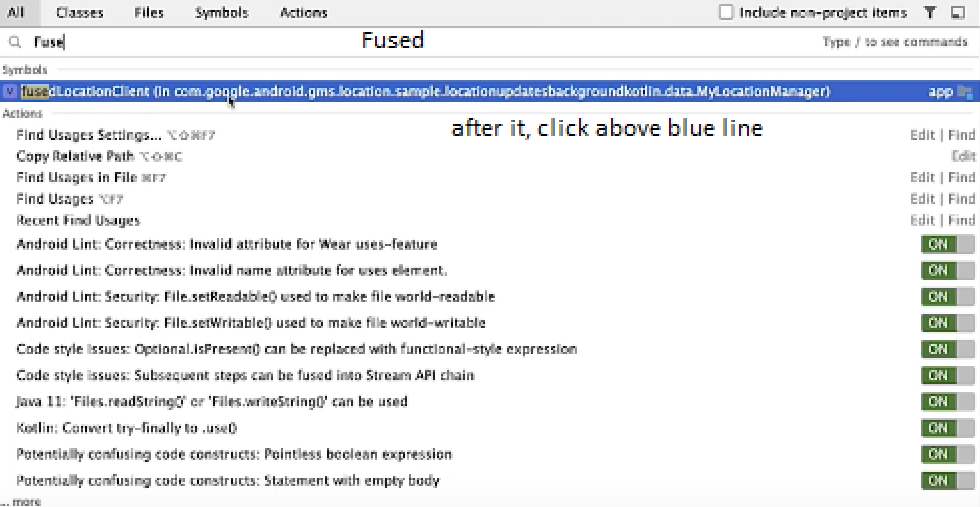 All Classes Files Symbols Actions Include non-project items
Fuse Fused Type / to see commands
Symbols
v fusedLocationClient (in com.google.android.gms.location.sample.locationupdatesbackgroundkotlin.data.MyLocationManager) app
Actions
after it, click above blue line
Find Usages Settings... ⌥⇧⌘F7 Edit | Find
Copy Relative Path ⌥⇧⌘C Edit
Find Usages in File ⌘F7 Edit | Find
Find Usages ⌥F7 Edit | Find
Recent Find Usages Edit | Find
Android Lint: Correctness: Invalid attribute for Wear uses-feature ON
Android Lint: Correctness: Invalid name attribute for uses element. ON
Android Lint: Security: File.setReadable() used to make file world-readable ON
Android Lint: Security: File.setWritable() used to make file world-writable ON
Code style issues: Optional.isPresent() can be replaced with functional-style expression ON
Code style issues: Subsequent steps can be fused into Stream API chain ON
Java 11: 'Files.readString()' or 'Files.writeString()' can be used ON
Kotlin: Convert try-finally to .use() ON
Potentially confusing code constructs: Pointless boolean expression ON
Potentially confusing code constructs: Statement with empty body ON
... more